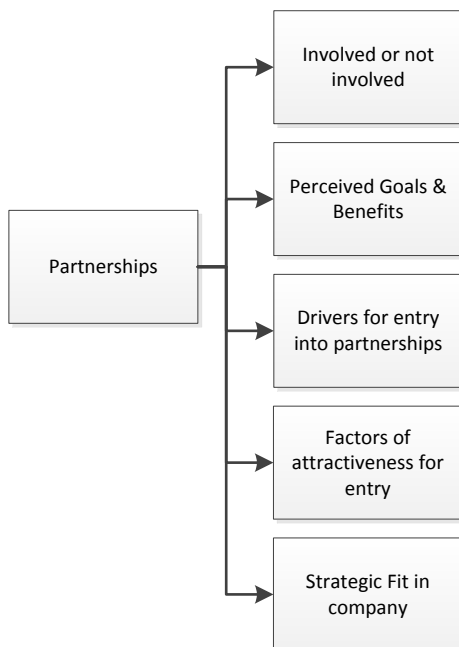 Involved or not
involved
Perceived Goals &
Benefits
Partnerships
Drivers for entry
into partnerships
Factors of
attractiveness for
entry
Strategic Fit in
company